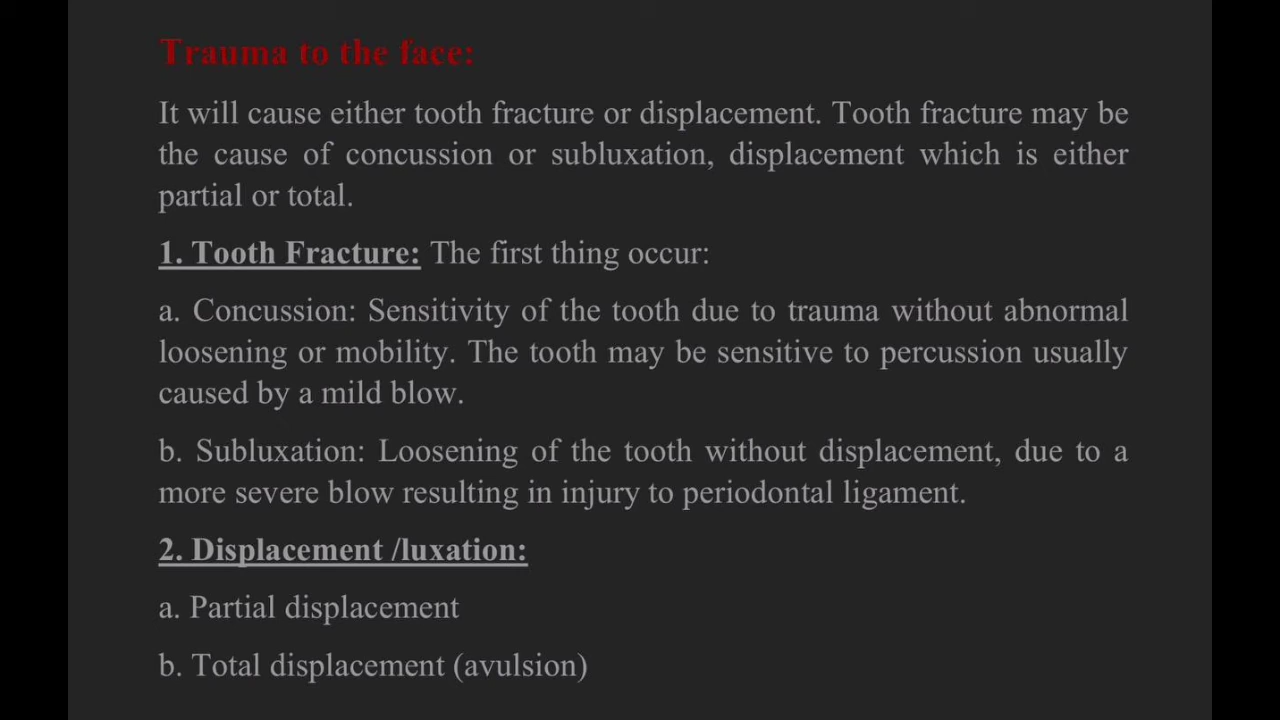 Trauma to the face:
It will cause either tooth fracture or displacement. Tooth fracture may be
the cause of concussion or subluxation, displacement which is either
partial or total.
1. Tooth Fracture: The first thing occur:
a. Concussion: Sensitivity of the tooth due to trauma without abnormal
loosening or mobility. The tooth may be sensitive to percussion usually
caused by a mild blow.
b. Subluxation: Loosening of the tooth without displacement, due to a
more severe blow resulting in injury to periodontal ligament.
2. Displacement /luxation:
a. Partial displacement
b. Total displacement (avulsion)